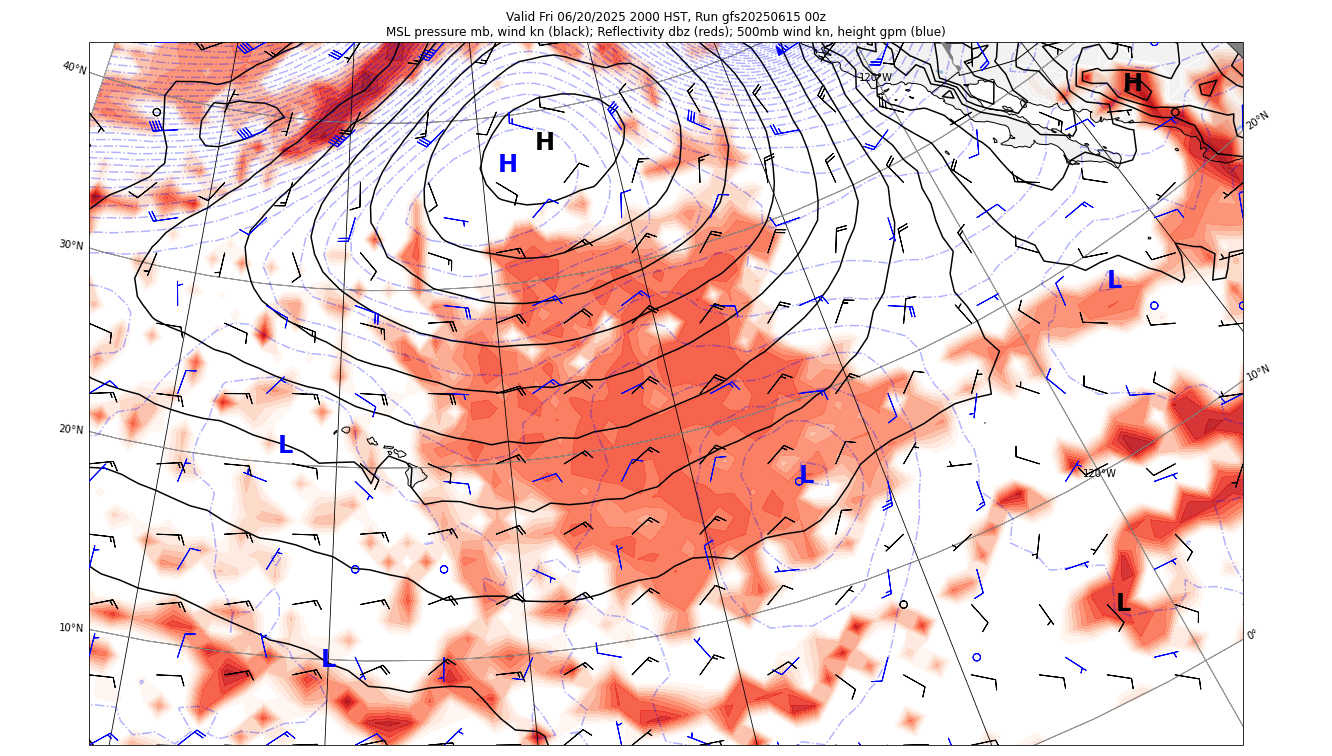 Valid Fri 06/20/2025 2000 HST, Run gfs20250615 00z
MSL pressure mb, wind kn (black); Reflectivity dbz (reds); 500mb wind kn, height gpm (blue)
40°N
120°W
H
20°N
H
H
30°N
L
10°N
20°N
L
L
120°W
L
10°N
0°
L